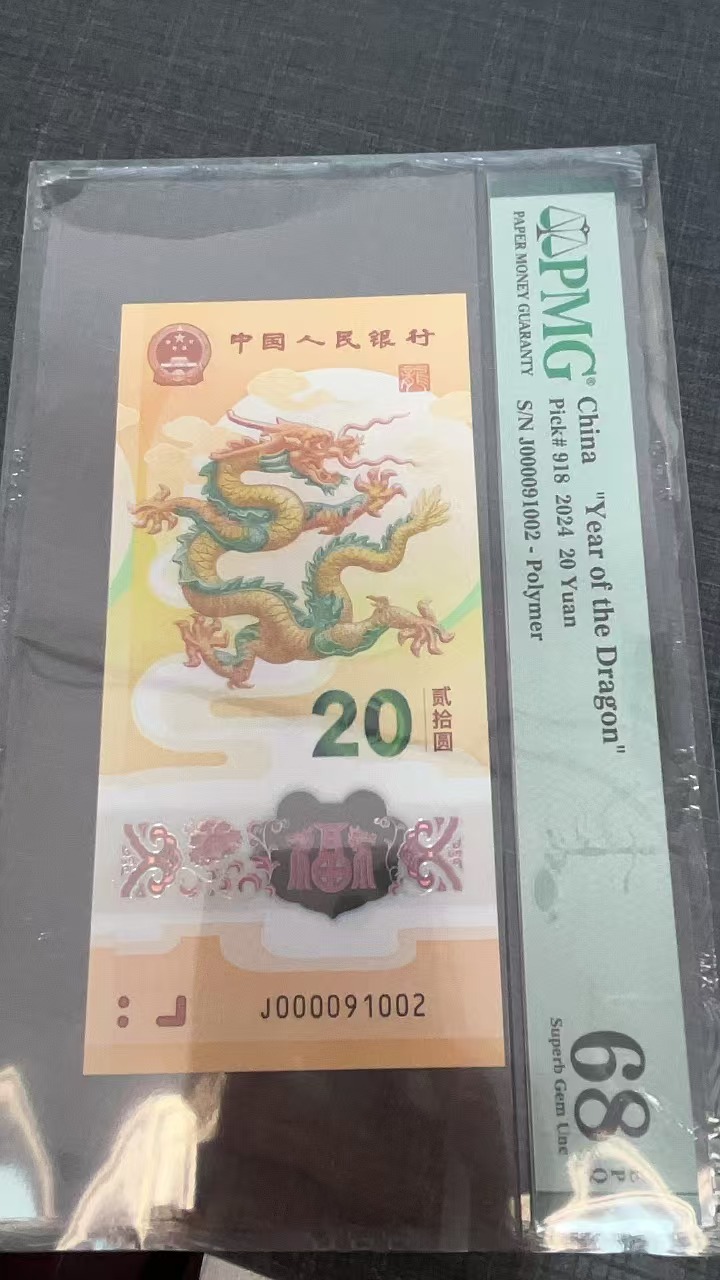 中国人民银行
龍
20
贰拾圆
J000091002
PMG®
PAPER MONEY GUARANTY
China "Year of the Dragon"
Pick# 918 2024 20 Yuan
S/N J000091002 - Polymer
68 EPQ
Superb Gem Unc